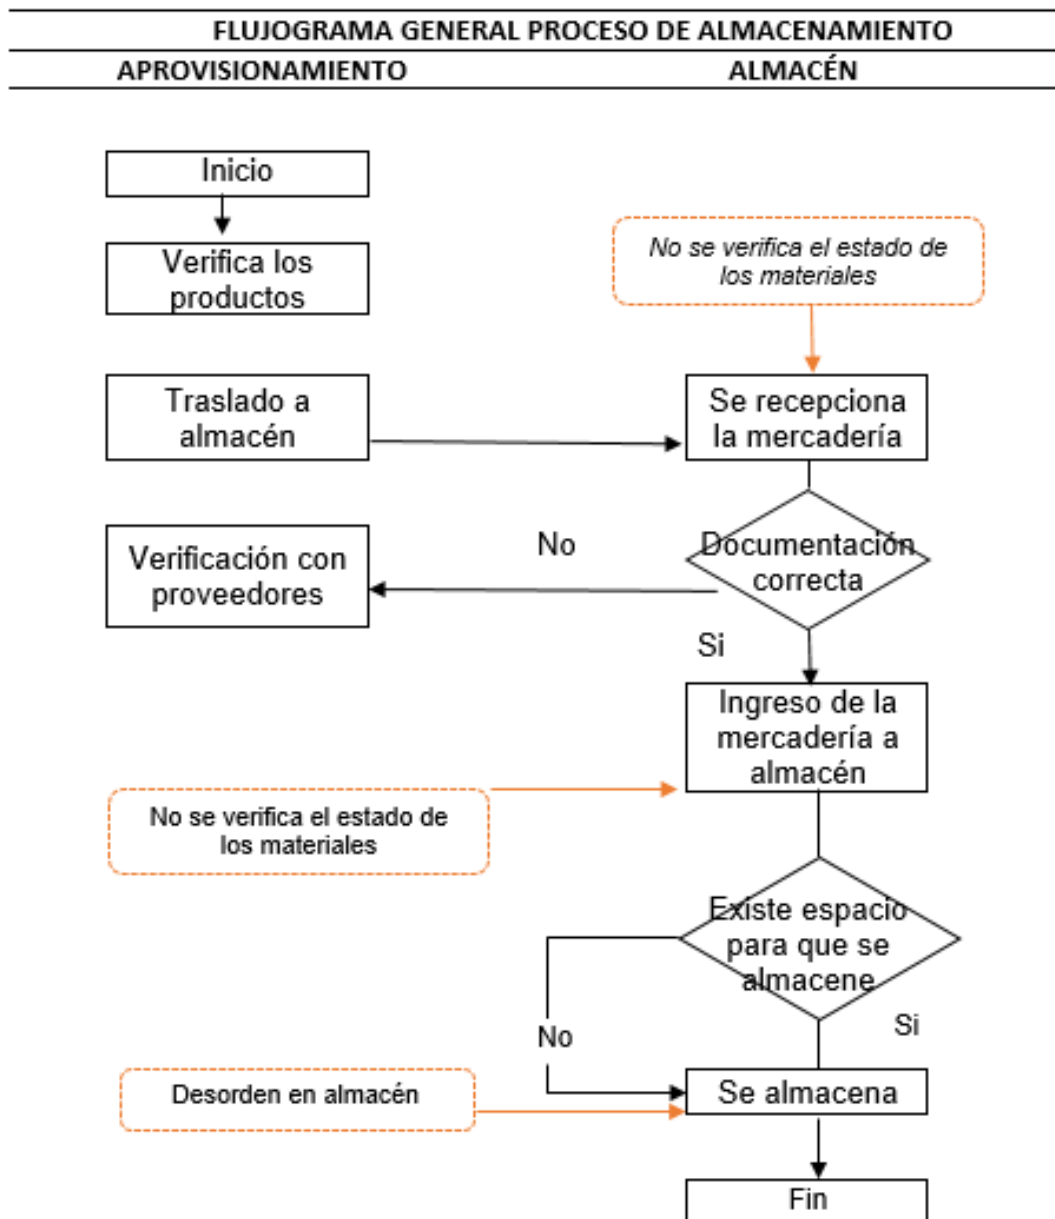 FLUJOGRAMA GENERAL PROCESO DE ALMACENAMIENTO
APROVISIONAMIENTO
ALMACÉN
Inicio
Verifica los
productos
No se verifica el estado de
los materiales
Traslado a
almacén
Se recepciona
la mercadería
Verificación con
proveedores
No
Documentación
correcta
Si
Ingreso de la
mercadería a
almacén
No se verifica el estado de
los materiales
Existe espacio
para que se
almacene
No
Si
Desorden en almacén
Se almacena
Fin